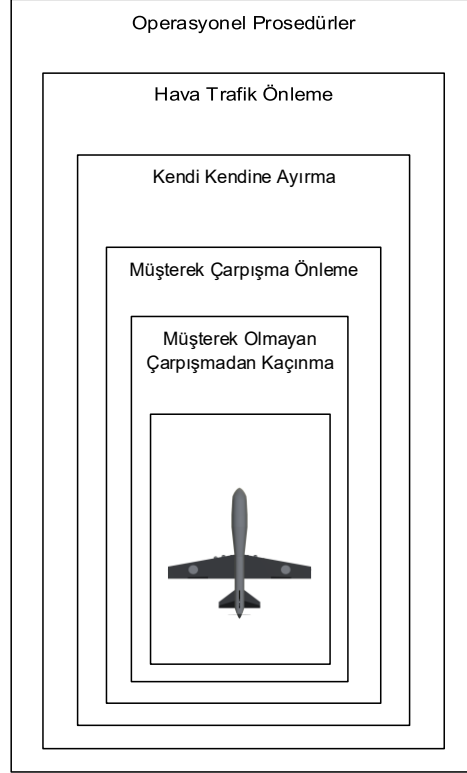 Operasyonel Prosedürler
Hava Trafik Önleme
Kendi Kendine Ayırma
Müşterek Çarpışma Önleme
Müşterek Olmayan
Çarpışmadan Kaçınma